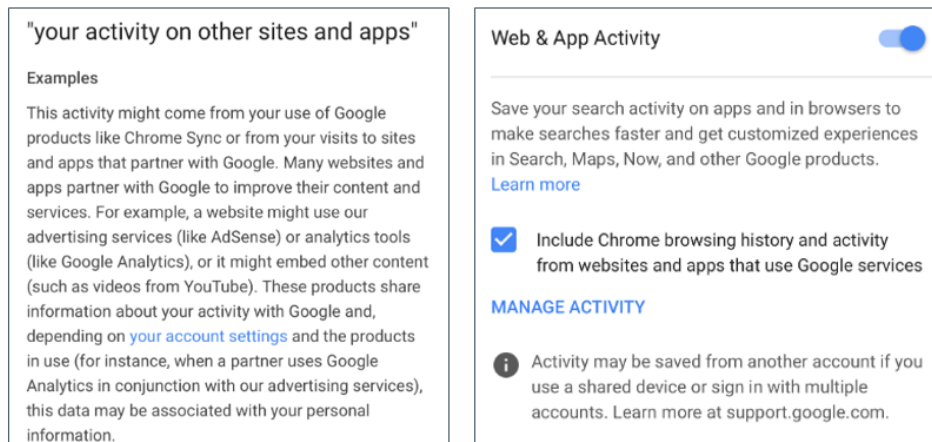 "your activity on other sites and apps"
Examples
This activity might come from your use of Google
products like Chrome Sync or from your visits to sites
and apps that partner with Google. Many websites and
apps partner with Google to improve their content and
services. For example, a website might use our
advertising services (like AdSense) or analytics tools
(like Google Analytics), or it might embed other content
(such as videos from YouTube). These products share
information about your activity with Google and,
depending on your account settings and the products
in use (for instance, when a partner uses Google
Analytics in conjunction with our advertising services),
this data may be associated with your personal
information.
Web & App Activity
Save your search activity on apps and in browsers to
make searches faster and get customized experiences
in Search, Maps, Now, and other Google products.
Learn more
Include Chrome browsing history and activity
from websites and apps that use Google services
MANAGE ACTIVITY
Activity may be saved from another account if you
use a shared device or sign in with multiple
accounts. Learn more at support.google.com.